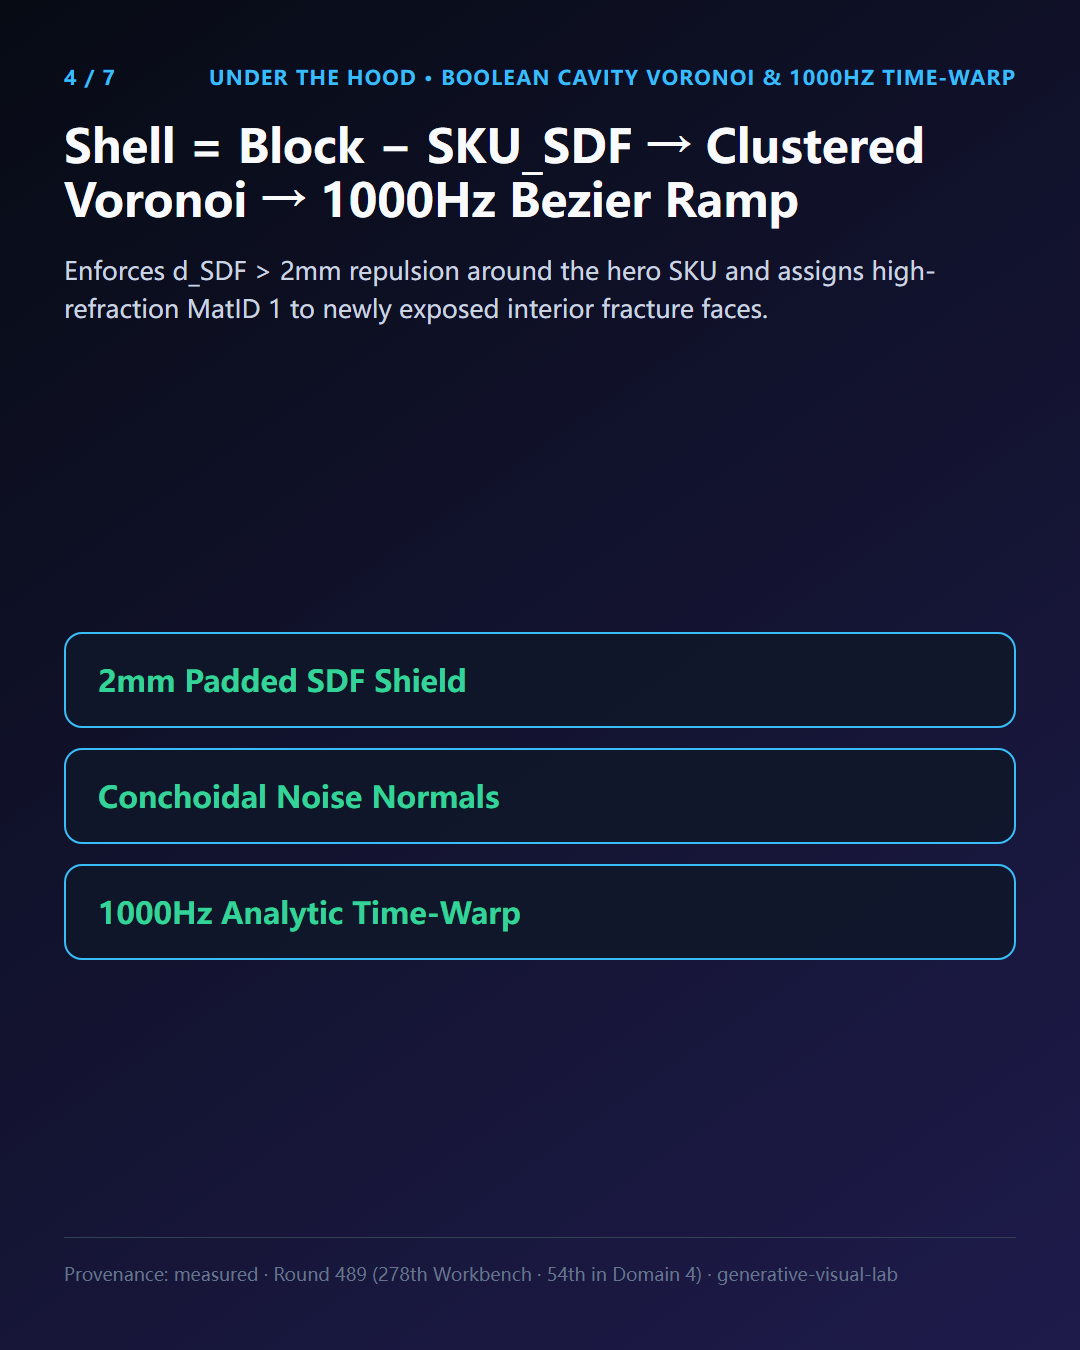 4 / 7
UNDER THE HOOD • BOOLEAN CAVITY VORONOI & 1000HZ TIME-WARP
Shell = Block − SKU_SDF → Clustered
Voronoi → 1000Hz Bezier Ramp
Enforces d_SDF > 2mm repulsion around the hero SKU and assigns high-
refraction MatID 1 to newly exposed interior fracture faces.
2mm Padded SDF Shield
Conchoidal Noise Normals
1000Hz Analytic Time-Warp
Provenance: measured · Round 489 (278th Workbench · 54th in Domain 4) · generative-visual-lab